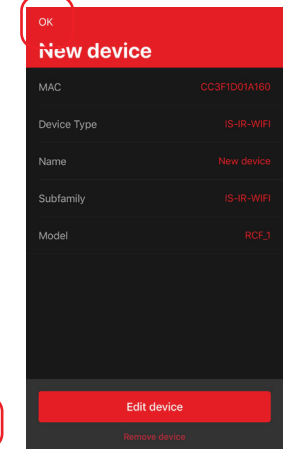 OK
New device
MAC CC3F1D01A160
Device Type IS-IR-WIFI
Name New device
Subfamily IS-IR-WIFI
Model RCF_1
Edit device
Remove device